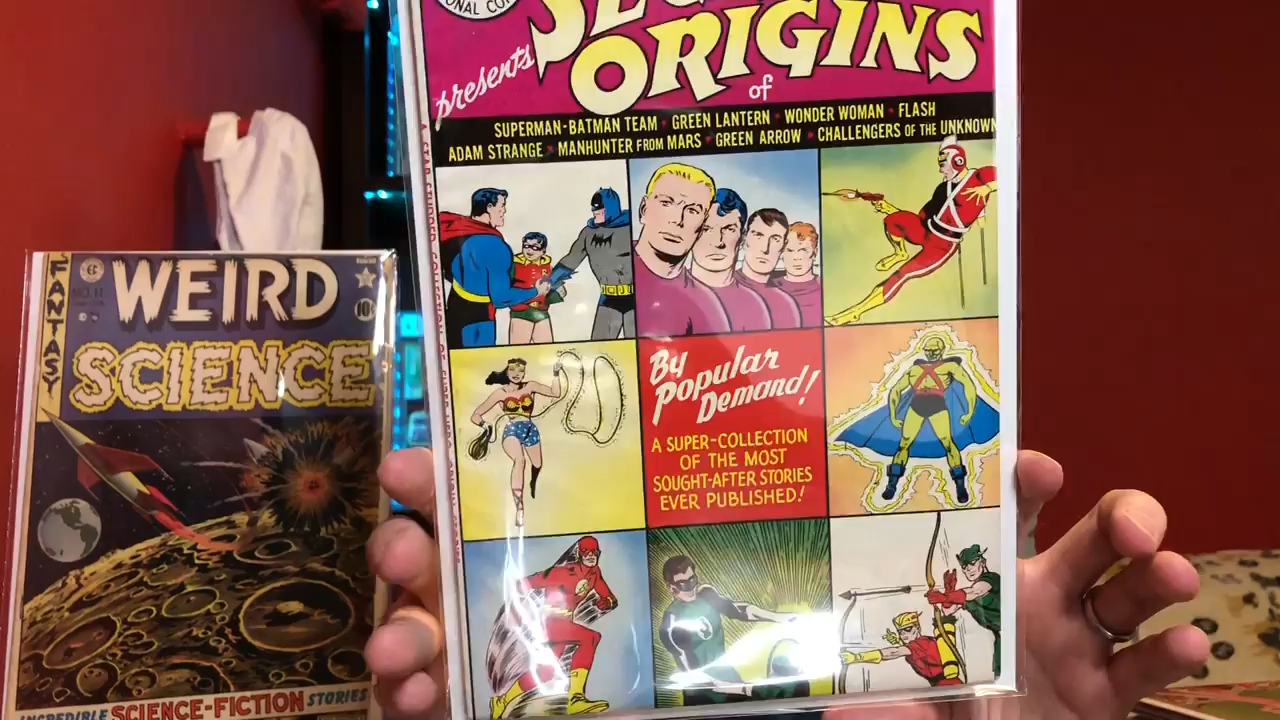 presents
ORIGINS
of
SUPERMAN-BATMAN TEAM • GREEN LANTERN • WONDER WOMAN • FLASH
ADAM STRANGE • MANHUNTER FROM MARS • GREEN ARROW • CHALLENGERS OF THE UNKNOWN
By
Popular
Demand!
A SUPER-COLLECTION
OF THE MOST
SOUGHT-AFTER STORIES
EVER PUBLISHED!
FANTASY
EC
WEIRD
10¢
SCIENCE
INCREDIBLE SCIENCE-FICTION STORIES